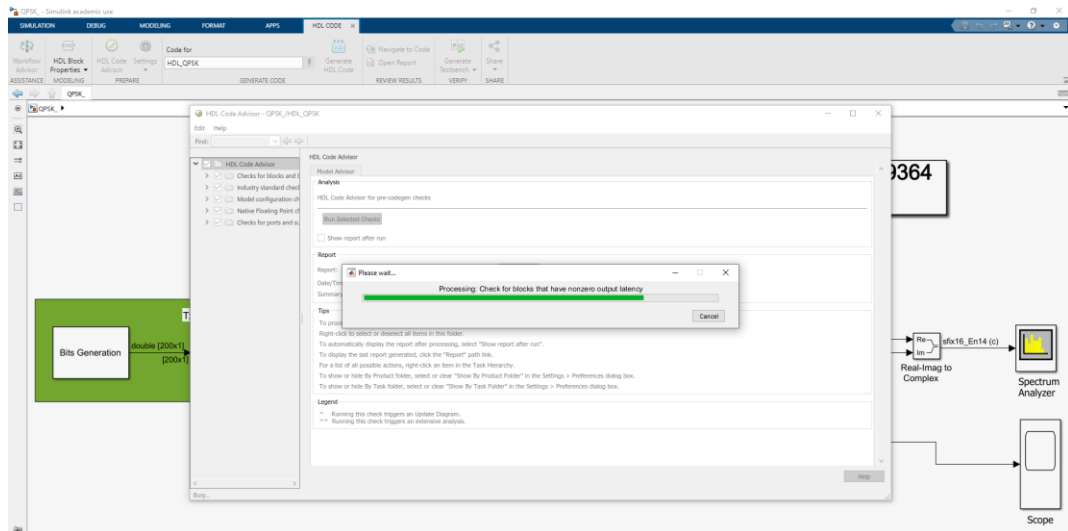 QPSK_ - Simulink academic use
SIMULATION DEBUG MODELING FORMAT APPS HDL CODE
Workflow Advisor
HDL Block Properties
HDL Code Advisor
Settings
Code for
HDL_QPSK
Generate HDL Code
Navigate to Code
Open Report
Generate Testbench
Share
ASSISTANCE MODELING PREPARE GENERATE CODE REVIEW RESULTS VERIFY SHARE
QPSK_
QPSK_
HDL Code Advisor - QPSK_/HDL_QPSK
Edit Help
Find:
HDL Code Advisor
Checks for blocks and
Industry standard chec
Model configuration ch
Native Floating Point c
Checks for ports and su
HDL Code Advisor
Model Advisor
Analysis
HDL Code Advisor for pre-codegen checks
Run Selected Checks
Show report after run
Report
Report:
Date/Tim
Summary
Please wait...
Processing: Check for blocks that have nonzero output latency
Cancel
Tips
To proce
Right-click to select or deselect all items in this folder.
To automatically display the report after processing, select "Show report after run".
To display the last report generated, click the "Report" path link.
For a list of all possible actions, right-click an item in the Task Hierarchy.
To show or hide By Product folder, select or clear "Show By Product Folder" in the Settings > Preferences dialog box.
To show or hide By Task folder, select or clear "Show By Task Folder" in the Settings > Preferences dialog box.
Legend
^ Running this check triggers an Update Diagram.
^^ Running this check triggers an extensive analysis.
Help
Busy..
T
Bits Generation
double [200x1]
[200x1]
9364
Re
Im
sfix16_En14 (c)
Real-Imag to
Complex
Spectrum
Analyzer
Scope